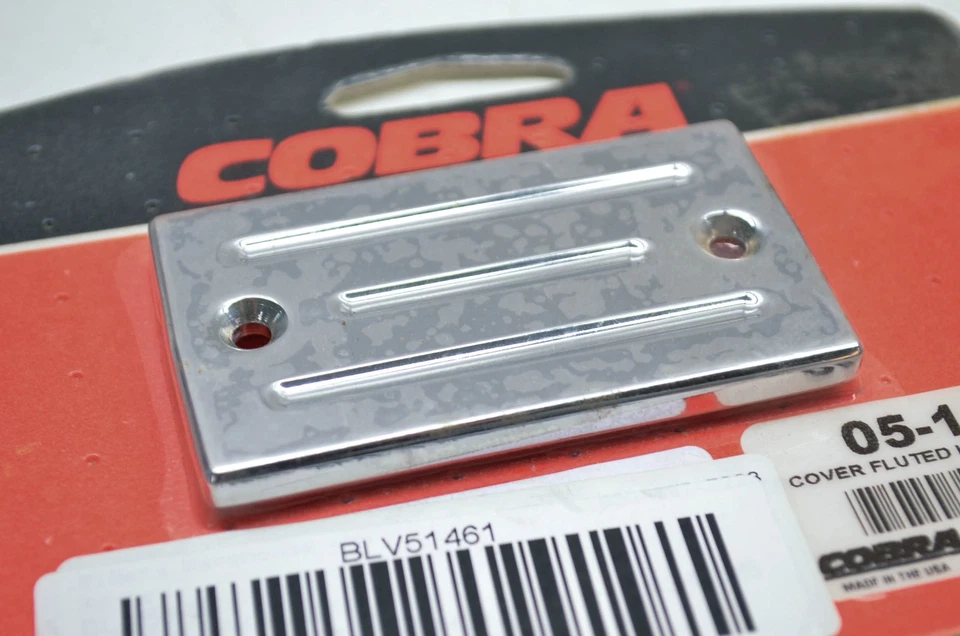 COBRA
05-1
COVER FLUTED
BLV51461
COBRA
MADE IN THE USA